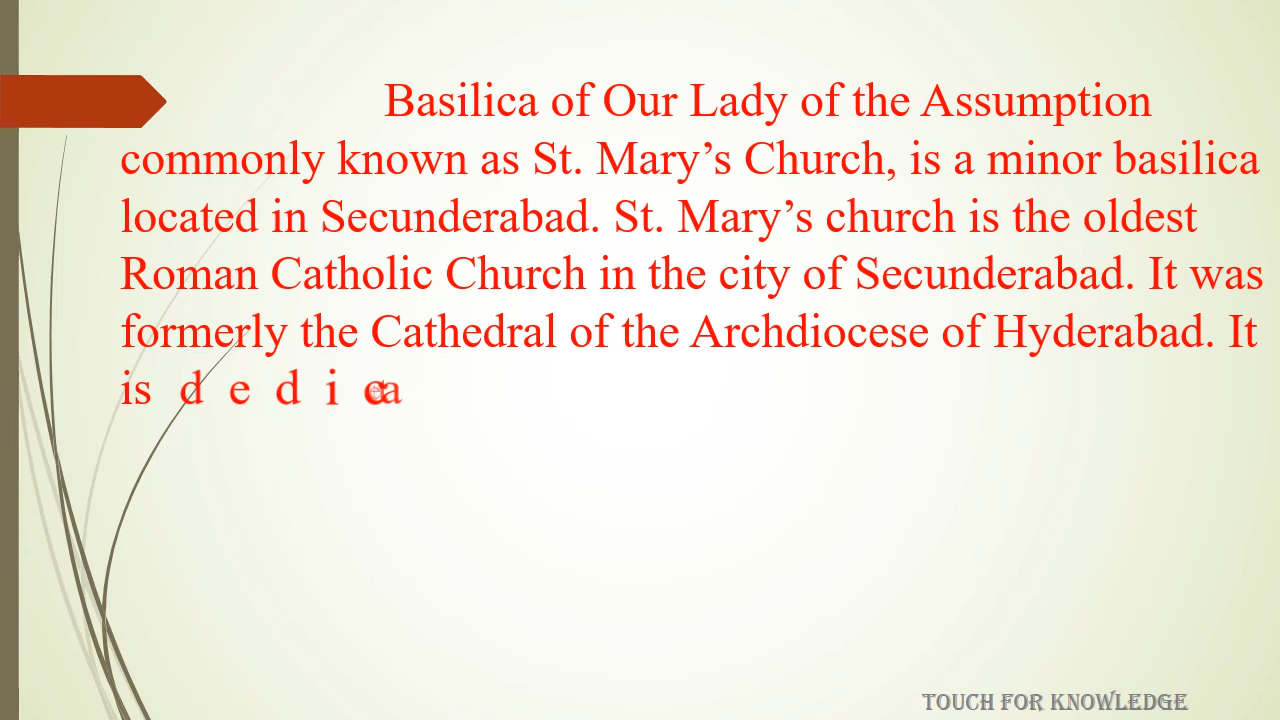 Basilica of Our Lady of the Assumption
commonly known as St. Mary’s Church, is a minor basilica
located in Secunderabad. St. Mary’s church is the oldest
Roman Catholic Church in the city of Secunderabad. It was
formerly the Cathedral of the Archdiocese of Hyderabad. It
is
TOUCH FOR KNOWLEDGE